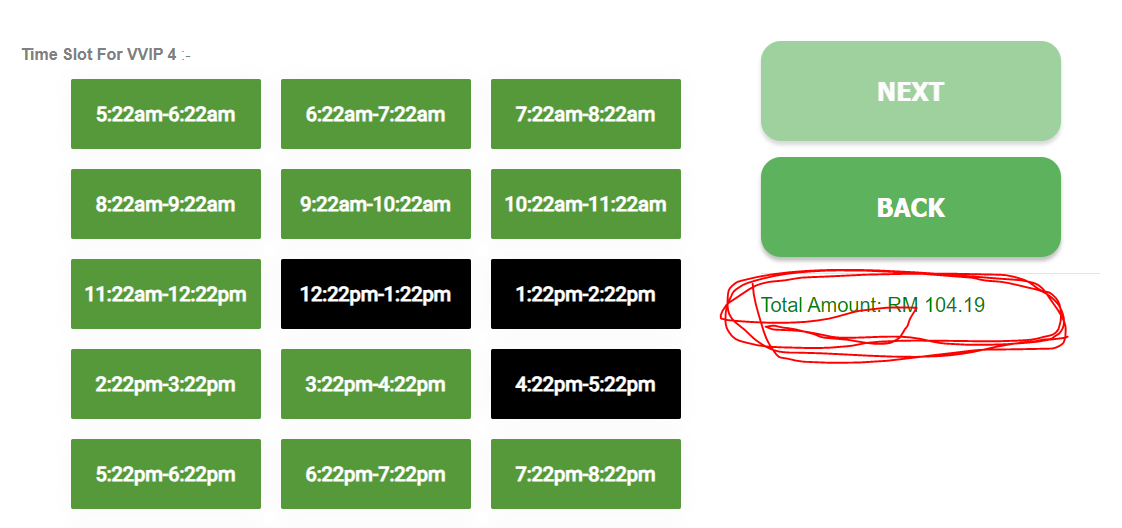 Time Slot For VVIP 4 :-
5:22am-6:22am
6:22am-7:22am
7:22am-8:22am
8:22am-9:22am
9:22am-10:22am
10:22am-11:22am
11:22am-12:22pm
12:22pm-1:22pm
1:22pm-2:22pm
2:22pm-3:22pm
3:22pm-4:22pm
4:22pm-5:22pm
5:22pm-6:22pm
6:22pm-7:22pm
7:22pm-8:22pm
NEXT
BACK
Total Amount: RM 104.19